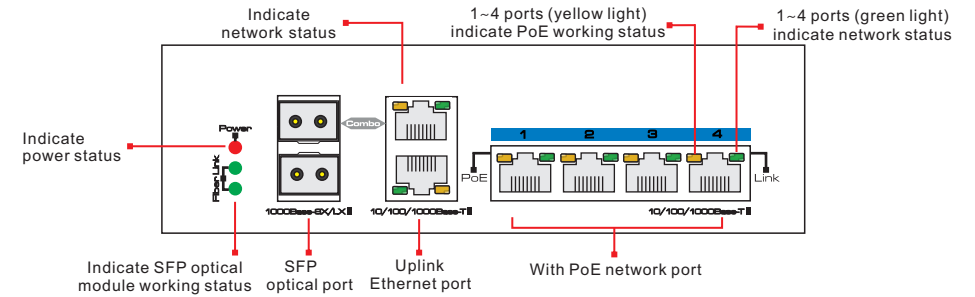 Indicate
network status
1~4 ports (yellow light)
indicate PoE working status
1~4 ports (green light)
indicate network status
Indicate
power status
Power
Fiber Link
Combo
1 2 3 4
PoE
Link
1000Base-SX/LX
10/100/1000Base-T
10/100/1000Base-T
Indicate SFP optical
module working status
SFP
optical port
Uplink
Ethernet port
With PoE network port